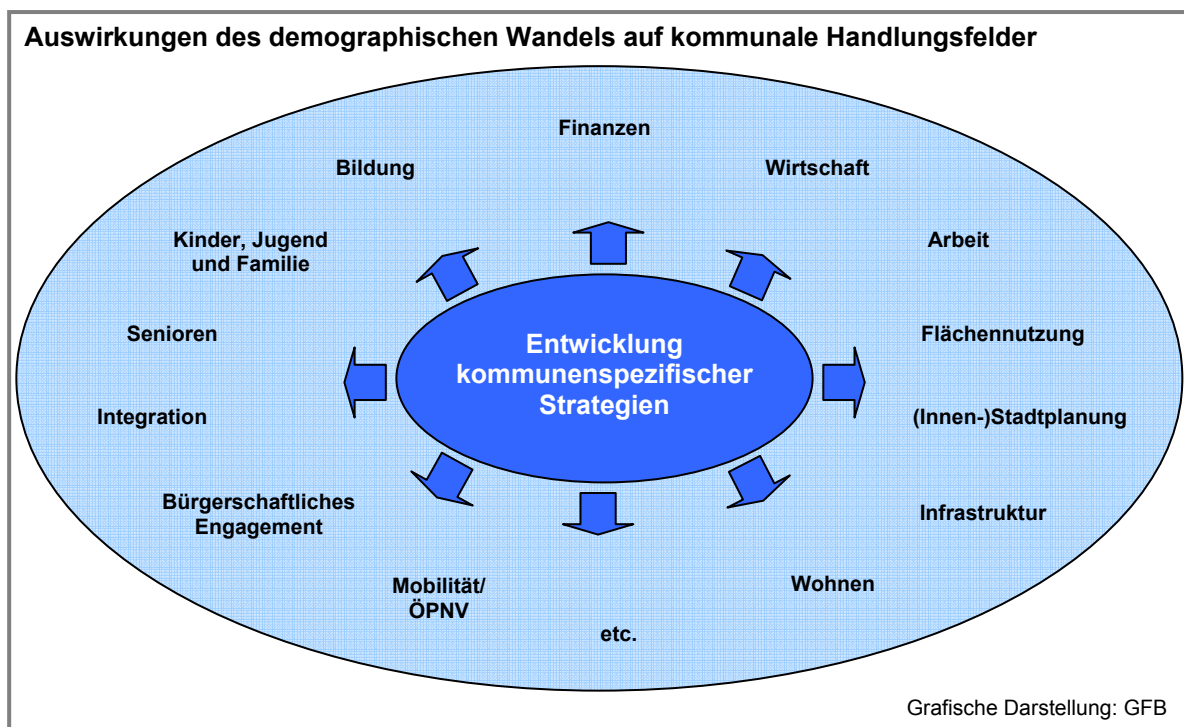 Auswirkungen des demographischen Wandels auf kommunale Handlungsfelder
Finanzen
Bildung
Wirtschaft
Kinder, Jugend
und Familie
Arbeit
Senioren
Flächennutzung
Entwicklung
kommunenspezifischer
Strategien
Integration
(Innen-)Stadtplanung
Bürgerschaftliches
Engagement
Infrastruktur
Mobilität/
ÖPNV
Wohnen
etc.
Grafische Darstellung: GFB